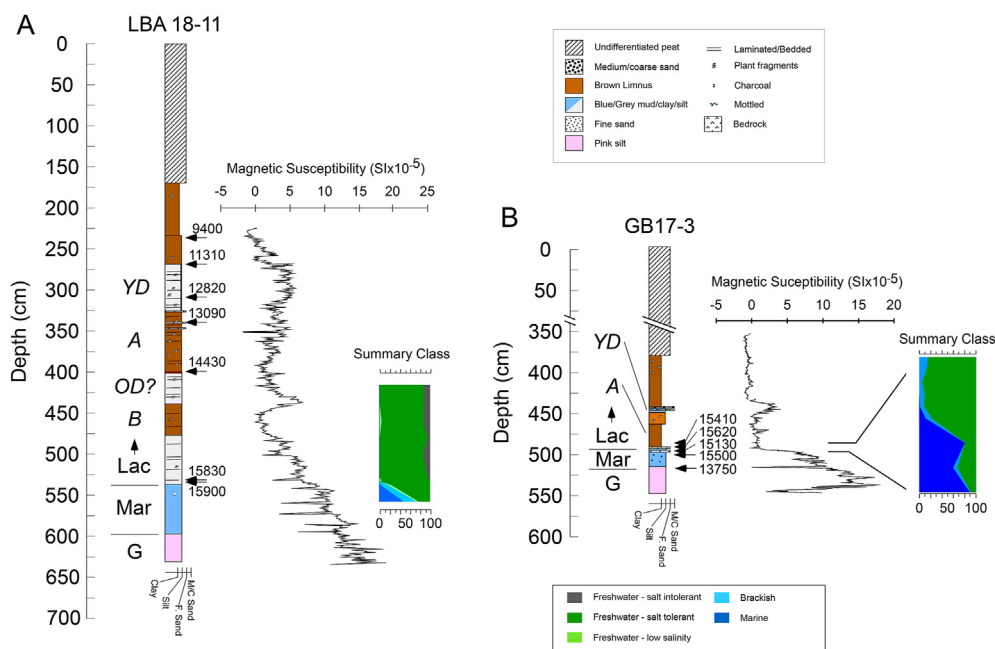 A
LBA 18-11
0
50
100
150
200
250
300
350
400
450
500
550
600
650
700
Depth (cm)
YD
A
OD?
B
Lac
Mar
G
9400
11310
12820
13090
14430
15830
15900
Clay
Silt
F. Sand
M/C Sand
Magnetic Susceptibility (SIx10-5)
-5 0 5 10 15 20 25
Summary Class
0 100
Undifferentiated peat
Medium/coarse sand
Brown Limnus
Blue/Grey mud/clay/silt
Fine sand
Pink silt
Laminated/Bedded
Plant fragments
Charcoal
Mottled
Bedrock
B
GB17-3
0
50
350
400
450
500
550
600
Depth (cm)
YD
A
Lac
Mar
G
15410
15620
15130
15500
13750
Clay
Silt
F. Sand
M/C Sand
Magnetic Suceptibility (SIx10-5)
-5 0 5 10 15 20
Summary Class
0 20 40 60 80 100
Freshwater - salt intolerant
Freshwater - salt tolerant
Freshwater - low salinity
Brackish
Marine